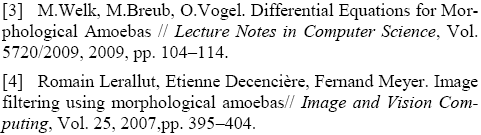 [3] M.Welk, M.Breub, O.Vogel. Differential Equations for Mor-
phological Amoebas // Lecture Notes in Computer Science, Vol.
5720/2009, 2009, pp. 104–114.
[4] Romain Lerallut, Etienne Decencière, Fernand Meyer. Image
filtering using morphological amoebas// Image and Vision Com-
puting, Vol. 25, 2007,pp. 395–404.